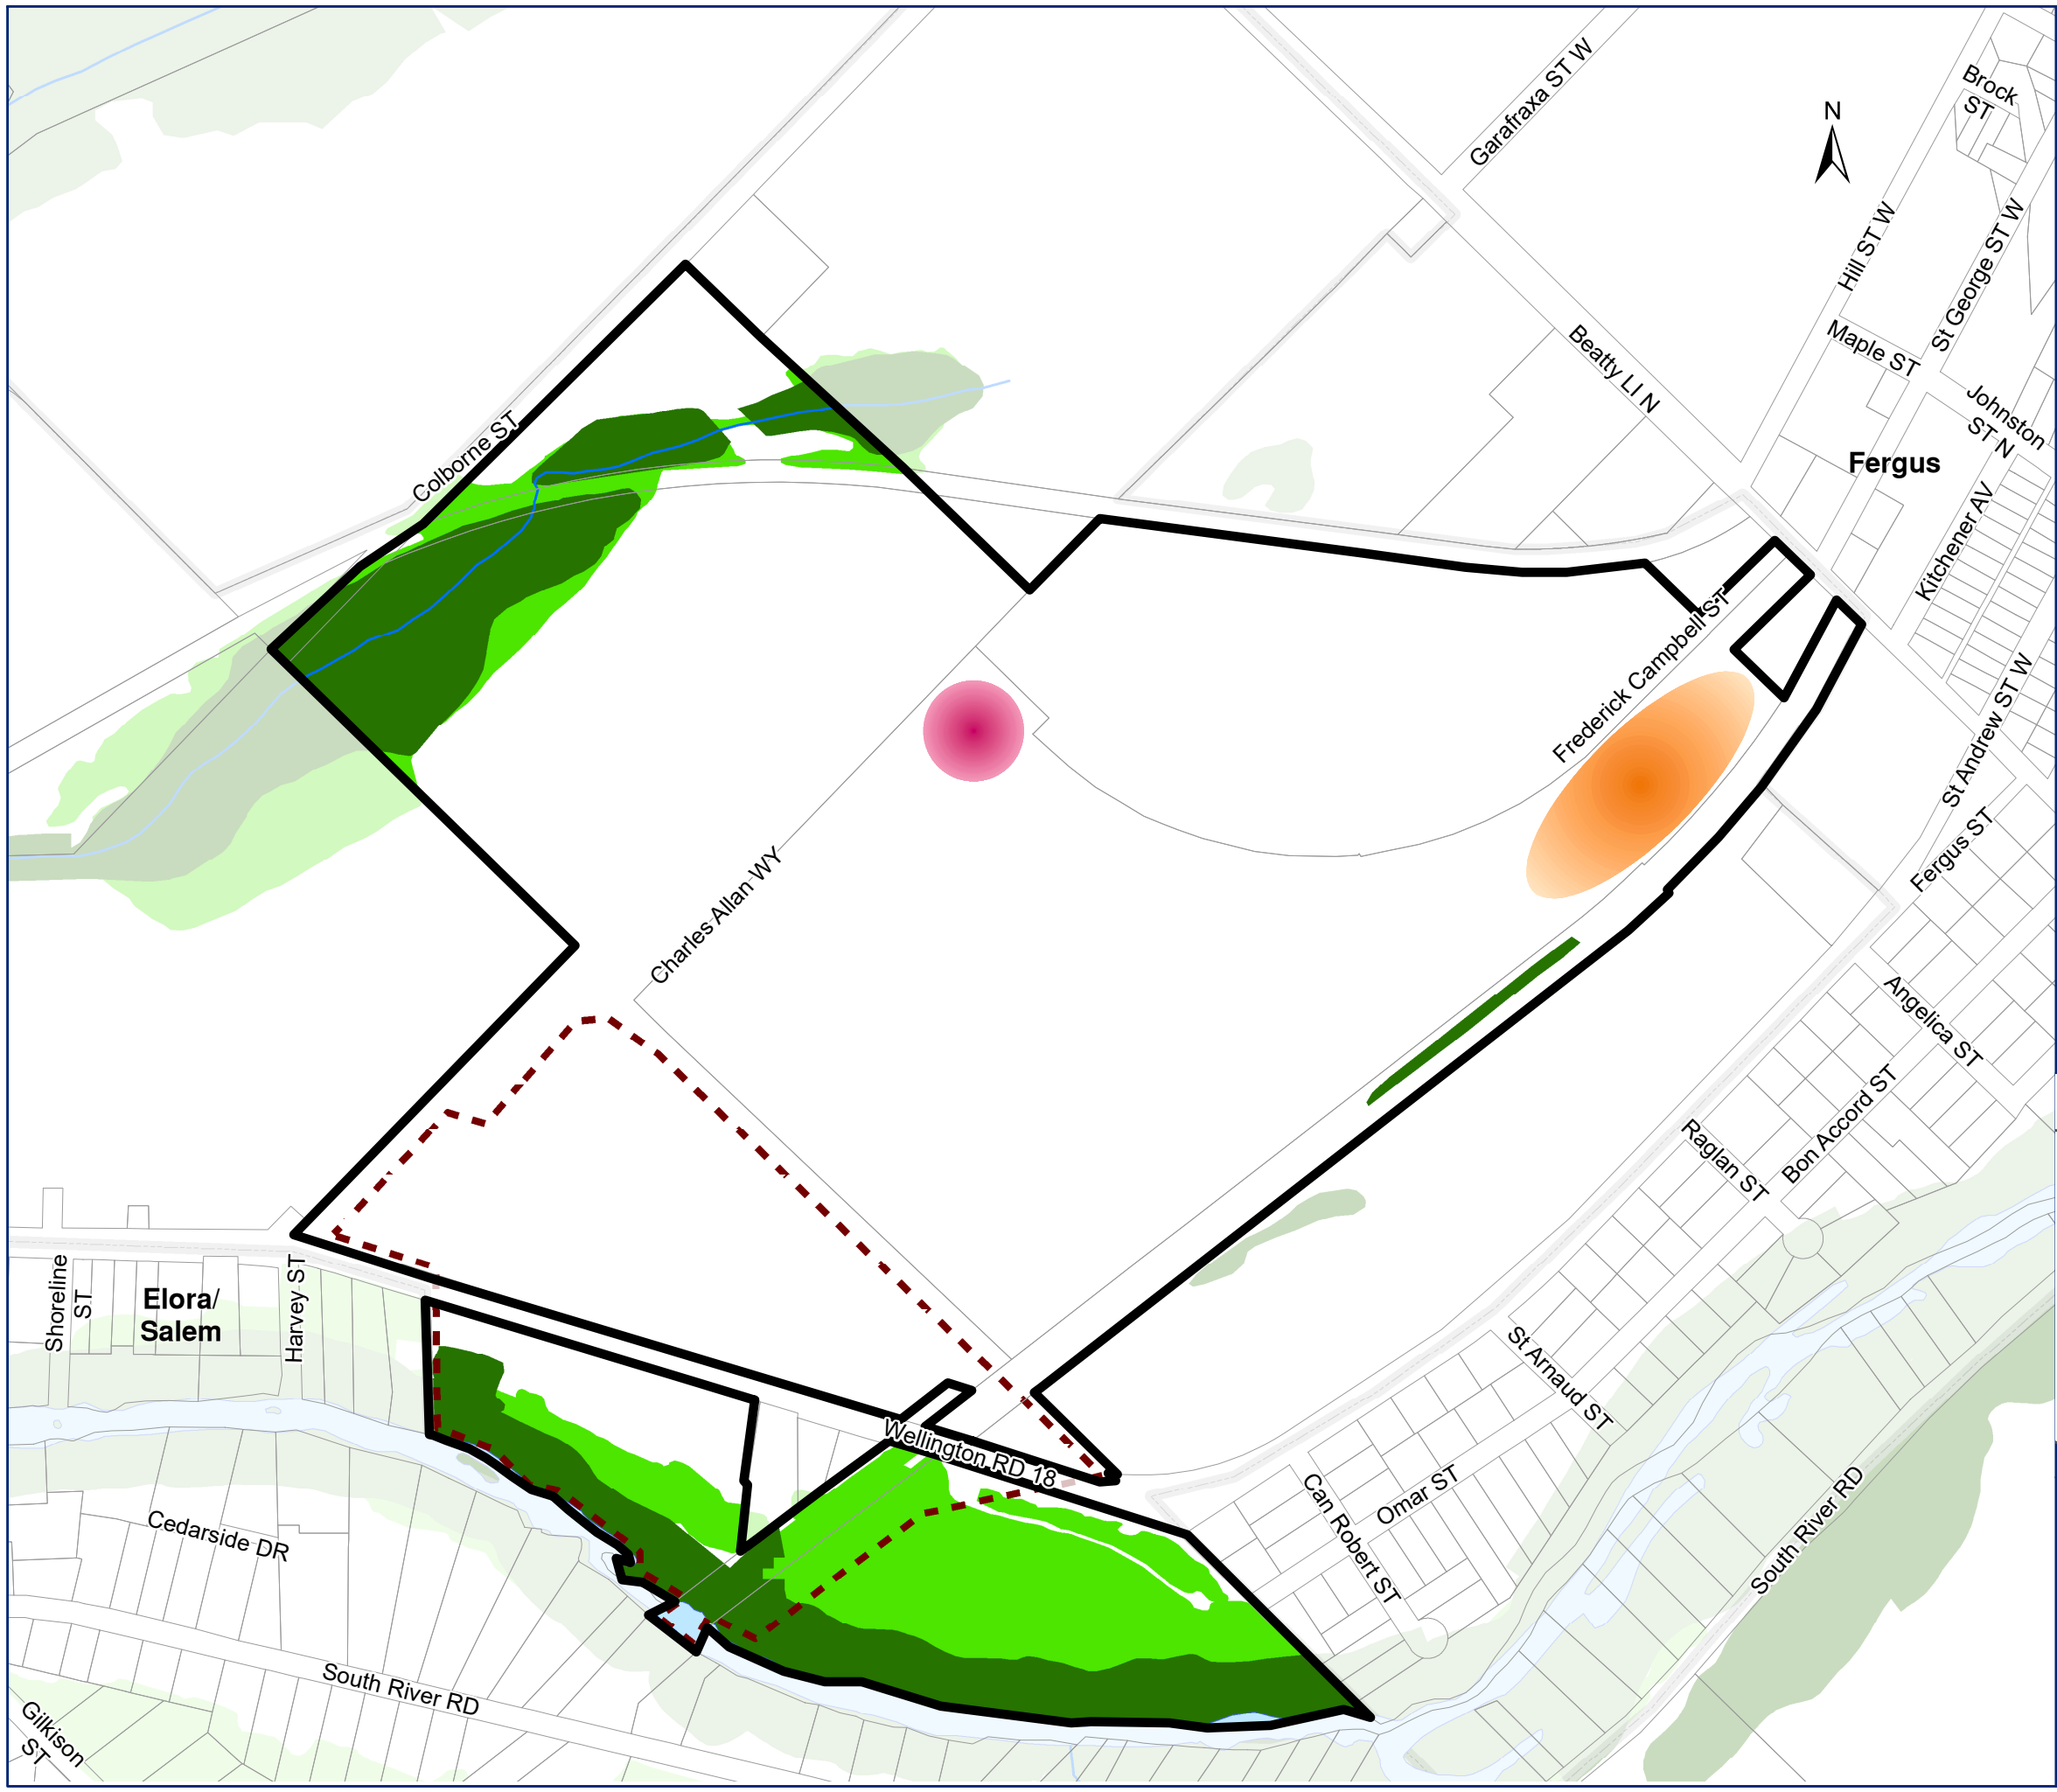 Garafraxa ST W
Brock
ST
N
Hill ST W
St George ST W
Beatty LI N
Maple ST
Johnston
ST N
Colborne ST
Fergus
Kitchener AV
Frederick Campbell ST
St Andrew ST W
Fergus ST
Charles Allan WY
Angelica ST
Bon Accord ST
Raglan ST
Shoreline
ST
Elora/
Salem
Harvey ST
St Arnaud ST
Wellington RD 18
Can Robert ST
Omar ST
South River RD
Cedarside DR
South River RD
Gilkison
ST